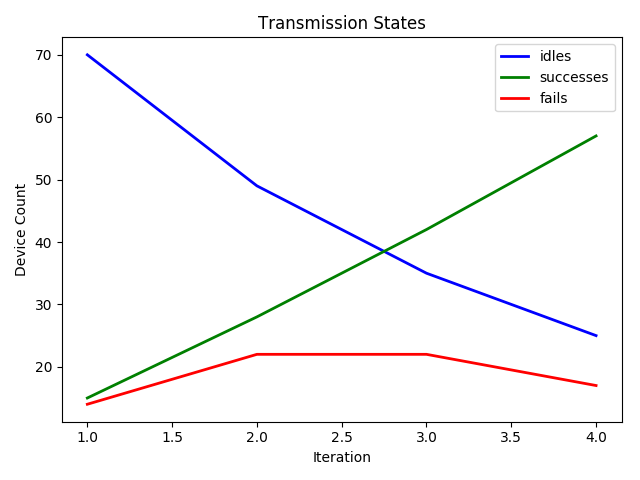 Transmission States
idles
successes
fails
70
60
50
40
30
20
Device Count
1.0 1.5 2.0 2.5 3.0 3.5 4.0
Iteration